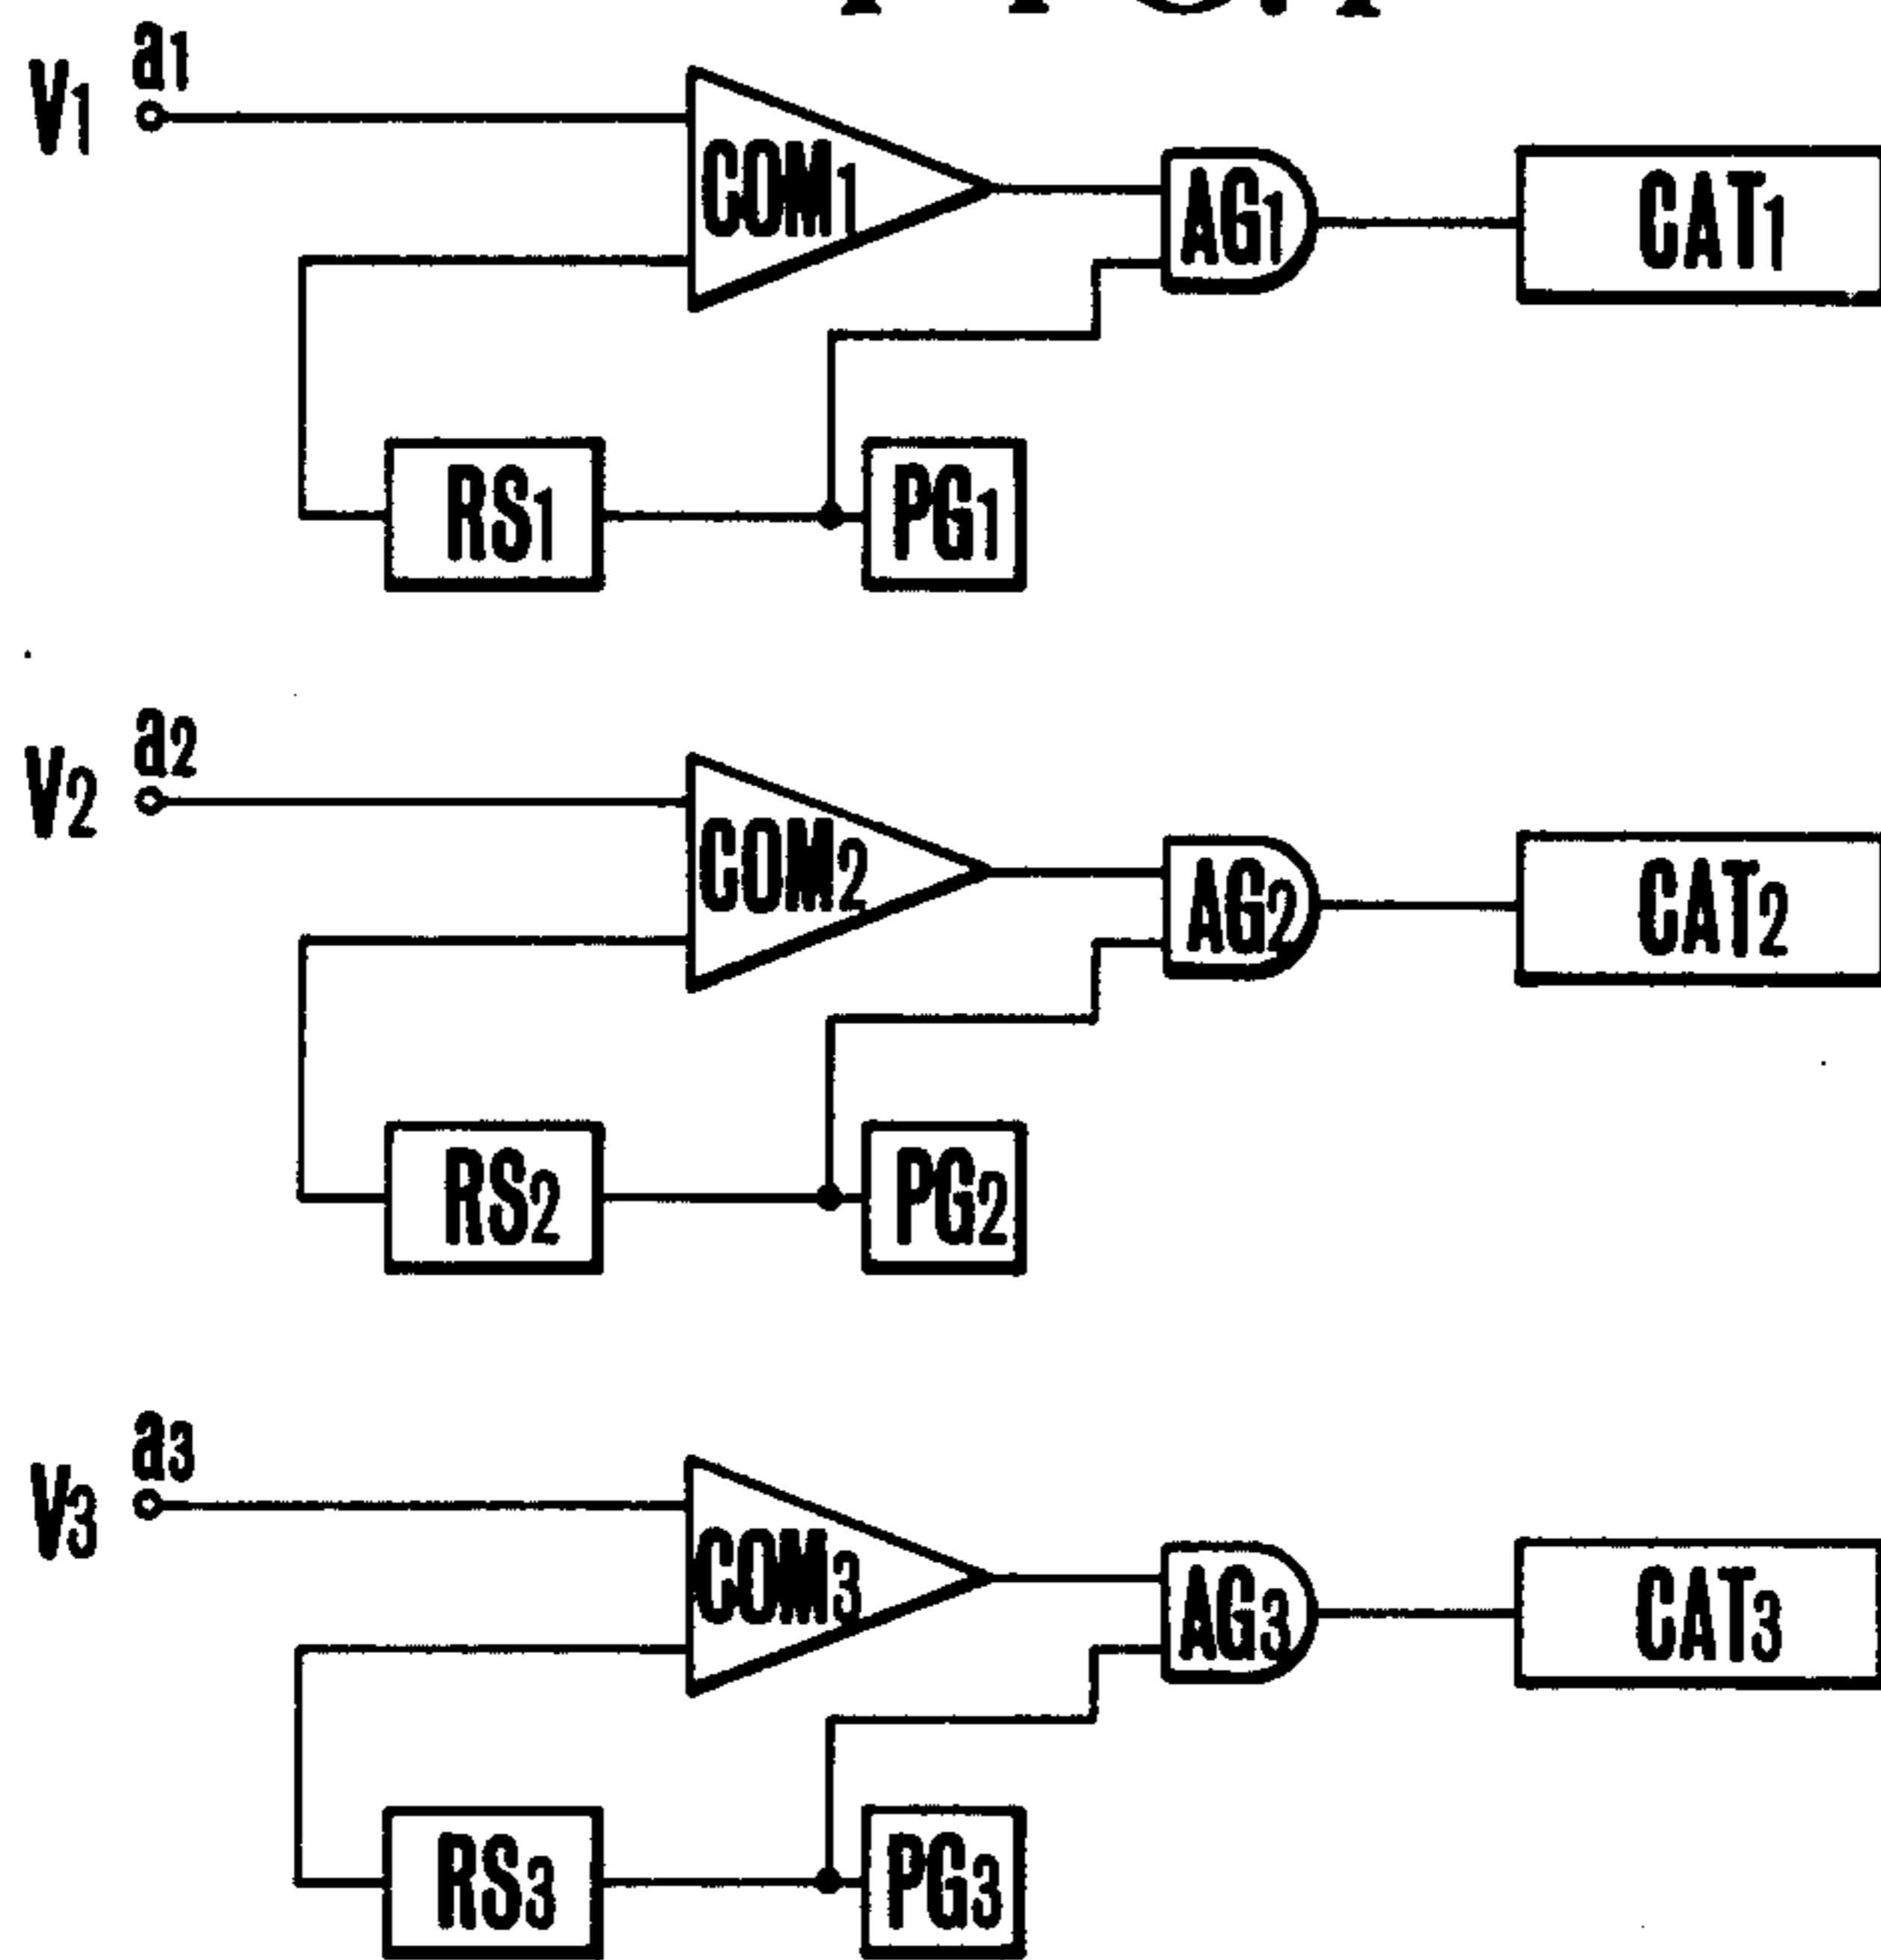 a1
V1
COM1
AG1
CAT1
RS1
PG1
a2
V2
COM2
AG2
CAT2
RS2
PG2
a3
V3
COM3
AG3
CAT3
RS3
PG3